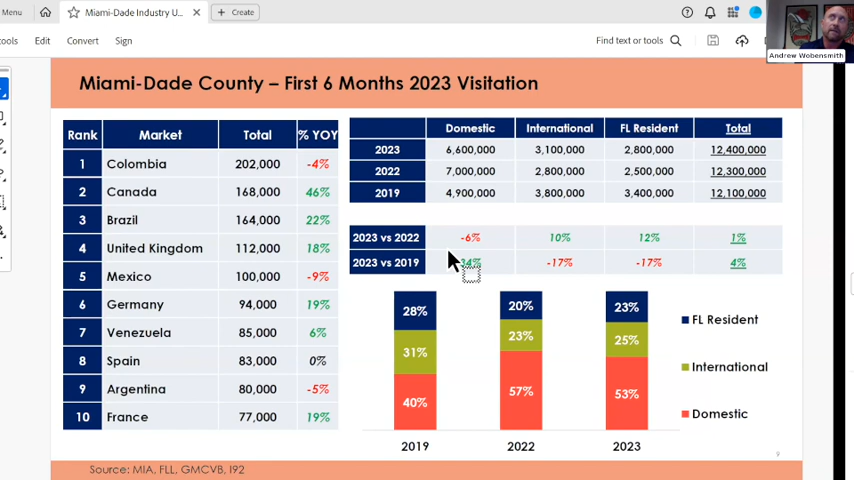 Menu
Miami-Dade Industry U...
Create
ools
Edit
Convert
Sign
Find text or tools
Andrew Wobensmith
Miami-Dade County – First 6 Months 2023 Visitation
Rank Market Total % YOY
1 Colombia 202,000 -4%
2 Canada 168,000 46%
3 Brazil 164,000 22%
4 United Kingdom 112,000 18%
5 Mexico 100,000 -9%
6 Germany 94,000 19%
7 Venezuela 85,000 6%
8 Spain 83,000 0%
9 Argentina 80,000 -5%
10 France 77,000 19%
Domestic International FL Resident Total
2023 6,600,000 3,100,000 2,800,000 12,400,000
2022 7,000,000 2,800,000 2,500,000 12,300,000
2019 4,900,000 3,800,000 3,400,000 12,100,000
2023 vs 2022 -6% 10% 12% 1%
2023 vs 2019 34% -17% -17% 4%
28% 20% 23%
31% 23% 25%
40% 57% 53%
2019 2022 2023
FL Resident
International
Domestic
9
Source: MIA, FLL, GMCVB, I92